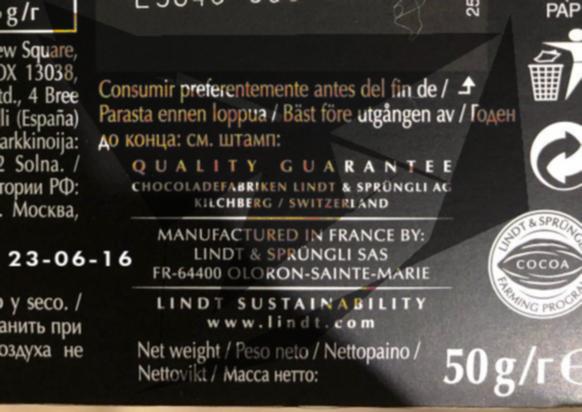 g/г
PAP
25
ew Square,
OX 13038,
td., 4 Bree
li (España)
arkkinoija:
2 Solna. /
тории РФ:
. Москва,
23-06-16
о y seco. /
анить при
оздуха не
Consumir preferentemente antes del fin de /
Parasta ennen loppua / Bäst före utgången av / Годен
до конца: см. штамп:
QUALITY GUARANTEE
CHOCOLADEFABRIKEN LINDT & SPRÜNGLI AG
KILCHBERG / SWITZERLAND
MANUFACTURED IN FRANCE BY:
LINDT & SPRÜNGLI SAS
FR-64400 OLORON-SAINTE-MARIE
LINDT SUSTAINABILITY
www.lindt.com
Net weight / Peso neto / Nettopaino /
Nettovikt / Масса нетто:
50g/г e
LINDT & SPRÜNG
COCOA
FARMING PROGRA